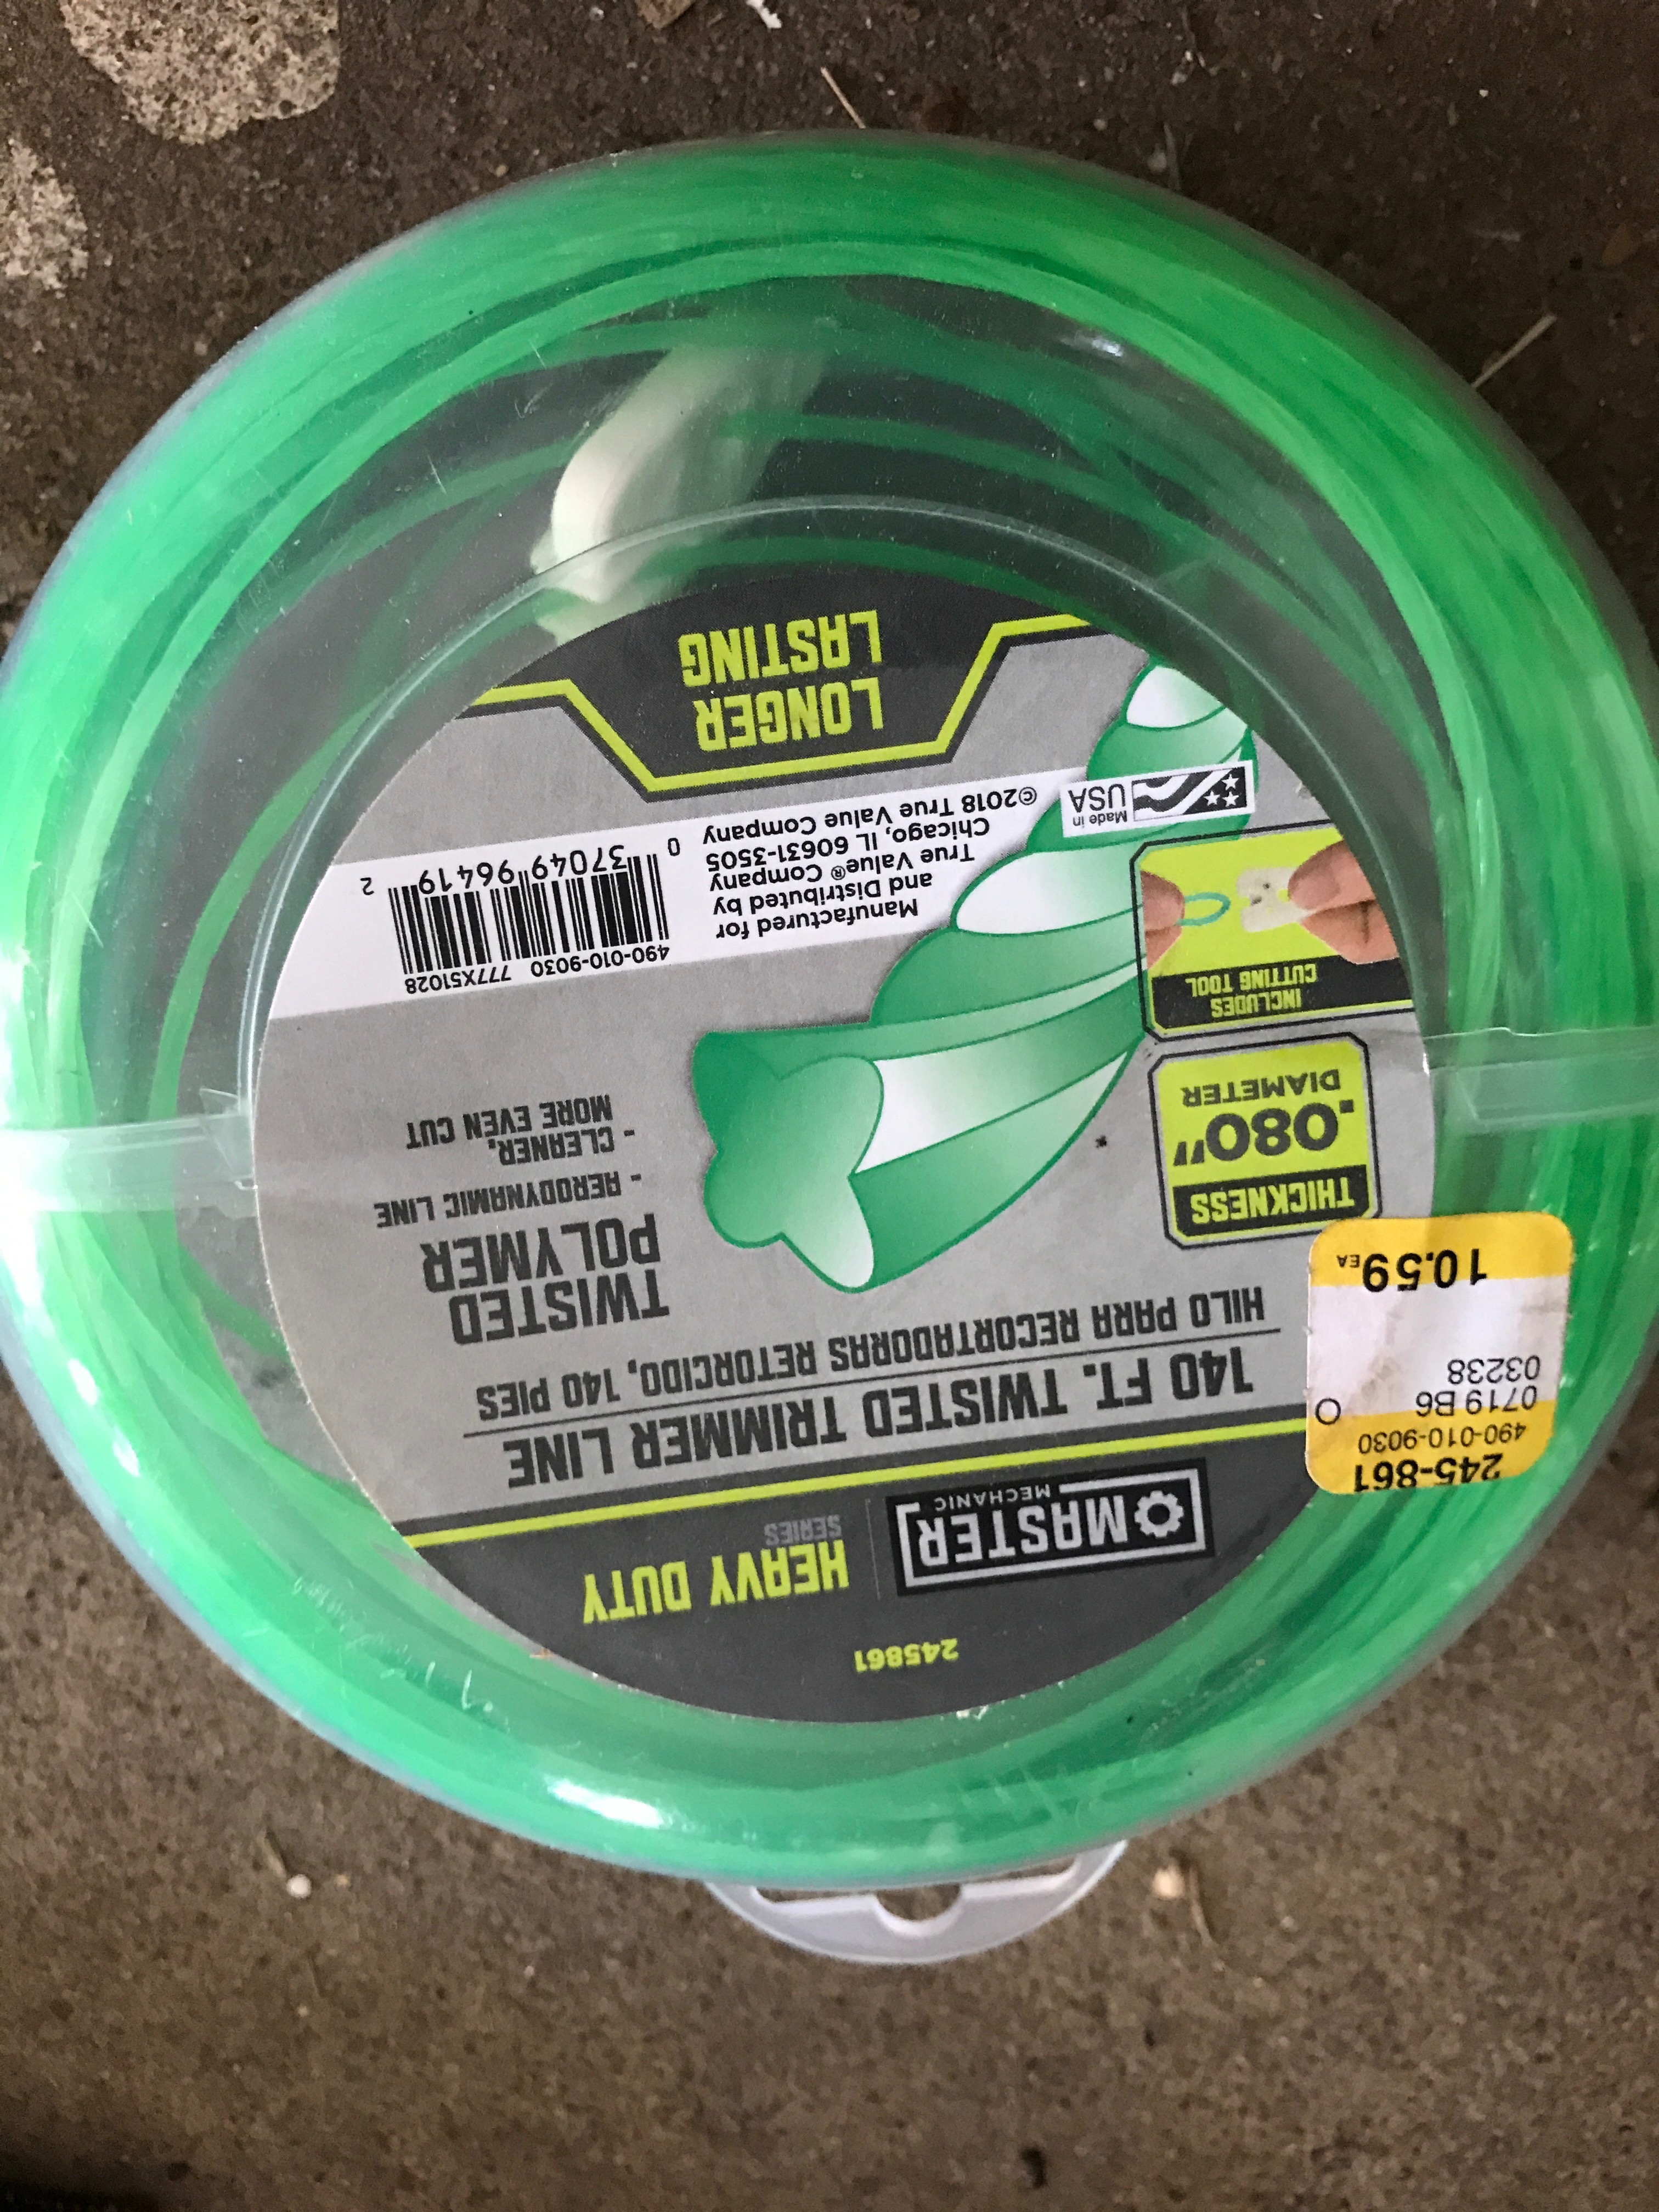 245861
MASTER
MECHANIC
HEAVY DUTY
SERIES
140 FT. TWISTED TRIMMER LINE
HILO PARA RECORTADORAS RETORCIDO, 140 PIES
245-861
490-010-9030
0719 B6
03238
10.59 EA
THICKNESS
.080"
DIAMETER
INCLUDES
CUTTING TOOL
TWISTED
POLYMER
- AERODYNAMIC LINE
- CLEANER,
MORE EVEN CUT
Made in
USA
Manufactured for
and Distributed by
True Value® Company
Chicago, IL 60631-3505
©2018 True Value Company
490-010-9030 777X51028
0 37049 96419 2
LONGER
LASTING